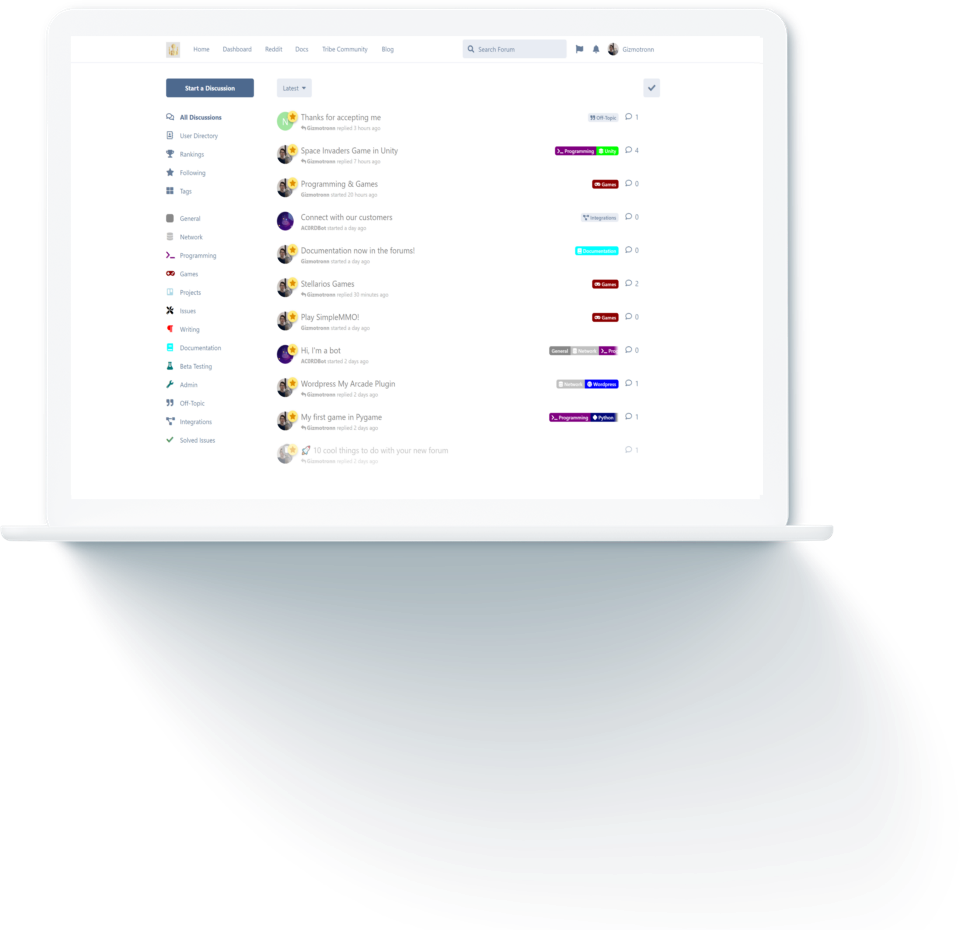 Home Dashboard Reddit Docs Tribe Community Blog Search Forum Gizmotronn
Start a Discussion Latest
All Discussions
User Directory
Rankings
Following
Tags
General
Network
Programming
Games
Projects
Issues
Writing
Documentation
Beta Testing
Admin
Off-Topic
Integrations
Solved Issues
N Thanks for accepting me Off-Topic 1
Gizmotronn replied 3 hours ago
Space Invaders Game in Unity Programming Unity 4
Gizmotronn replied 7 hours ago
Programming & Games Games 0
Gizmotronn started 20 hours ago
Connect with our customers Integrations 0
ACORDBot started a day ago
Documentation now in the forums! Documentation 0
Gizmotronn started a day ago
Stellarios Games Games 2
Gizmotronn replied 30 minutes ago
Play SimpleMMO! Games 0
Gizmotronn started a day ago
Hi, I'm a bot General Network Pro 0
ACORDBot started 2 days ago
Wordpress My Arcade Plugin Network Wordpress 1
Gizmotronn replied 2 days ago
My first game in Pygame Programming Python 1
Gizmotronn replied 2 days ago
10 cool things to do with your new forum 1
Gizmotronn replied 2 days ago